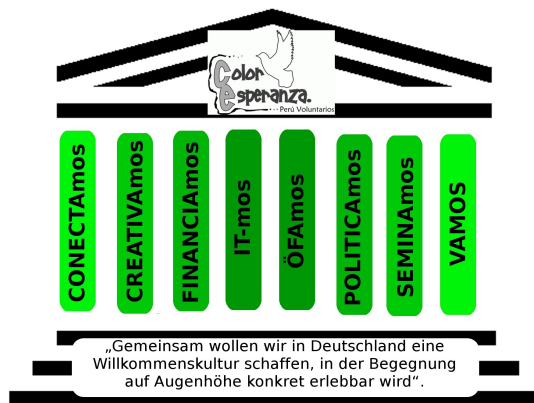 Color
Esperanza.
Perú Voluntarios
CONECTAmos
CREATIVAmos
FINANCIAmos
IT-mos
ÖFAmos
POLITICAmos
SEMINAmos
VAMOS
„Gemeinsam wollen wir in Deutschland eine
Willkommenskultur schaffen, in der Begegnung
auf Augenhöhe konkret erlebbar wird“.